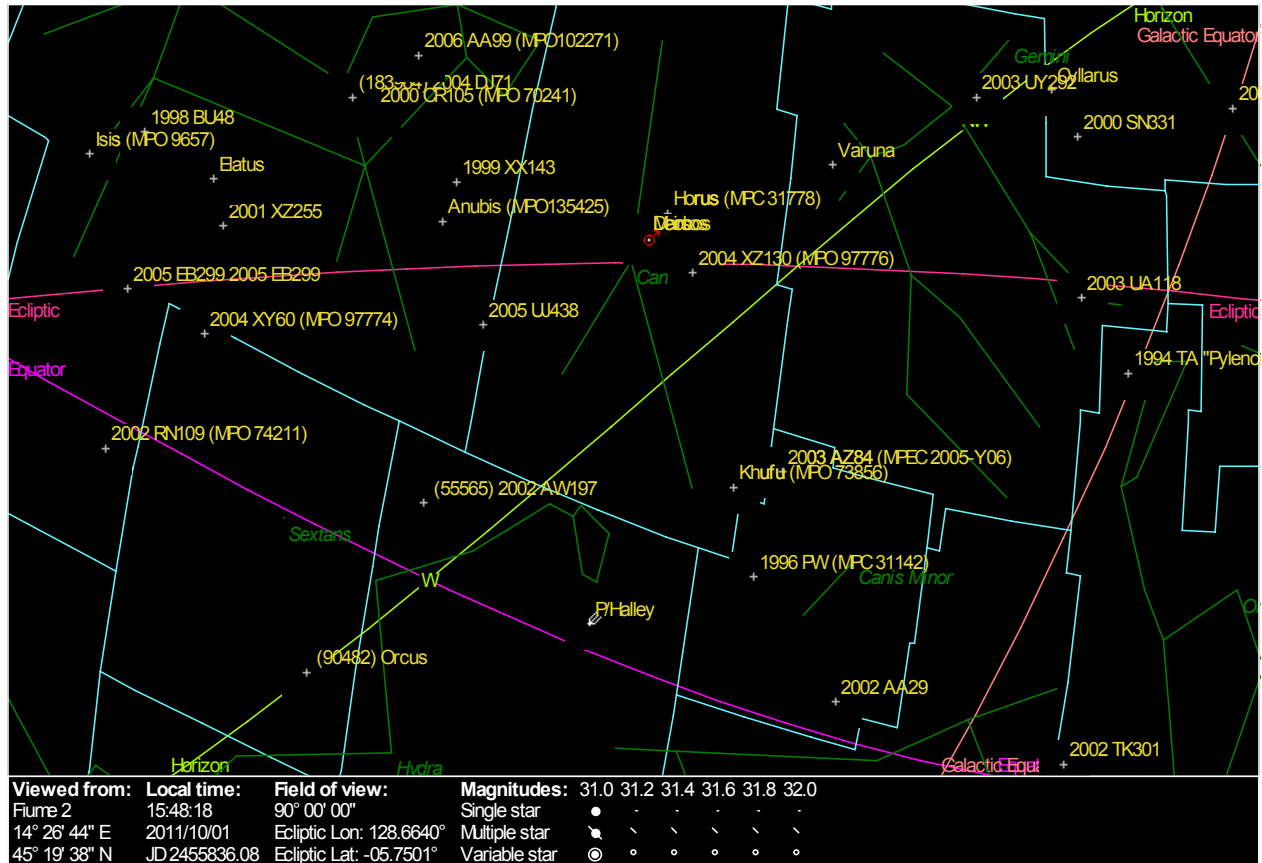 Horizon
2006 AA99 (MPO102271)
Galactic Equator
Gemini
2004 DJ71
2003 UY292
Cyllarus
2000 CR105 (MPO 70241)
1998 BU48
2000 SN331
Isis (MPO 9657)
Varuna
Elatus
1999 XX143
Horus (MPC 31778)
2001 XZ255
Anubis (MPO135425)
2004 XZ130 (MPO 97776)
2005 EB299 2005 EB299
Can
2003 UA118
Ecliptic
2005 UJ438
Ecliptic
2004 XY60 (MPO 97774)
1994 TA
Equator
2002 RN109 (MPO 74211)
2003 AZ84 (MPEC 2005-Y06)
Khufu (MPO 73856)
(55565) 2002 AW197
Sextans
1996 PW (MPC 31142)
W
Canis Minor
P/Halley
(90482) Orcus
2002 AA29
2002 TK301
Horizon
Hydra
Galactic Equat
Viewed from: Local time: Field of view: Magnitudes: 31.0 31.2 31.4 31.6 31.8 32.0
Fiume 2 15:48:18 90° 00' 00" Single star
14° 26' 44" E 2011/10/01 Ecliptic Lon: 128.6640° Multiple star
45° 19' 38" N JD 2455836.08 Ecliptic Lat: -05.7501° Variable star